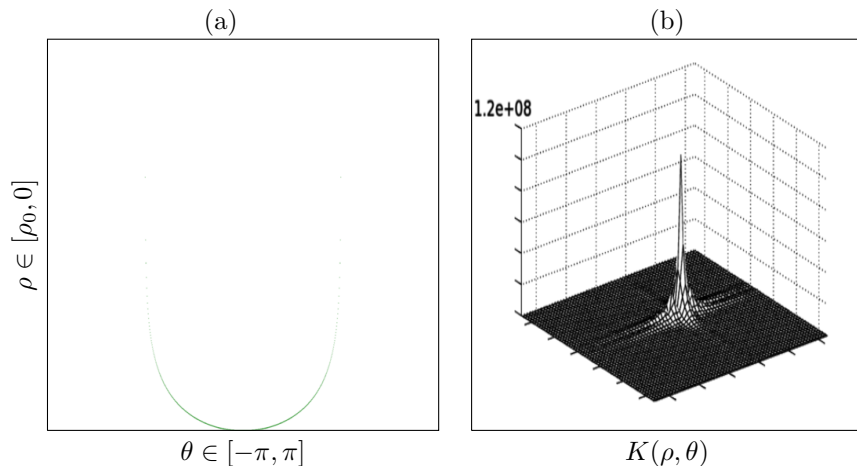 (a)
(b)
ρ ∈ [ρ₀, 0]
1.2e+08
θ ∈ [−π, π]
K(ρ, θ)